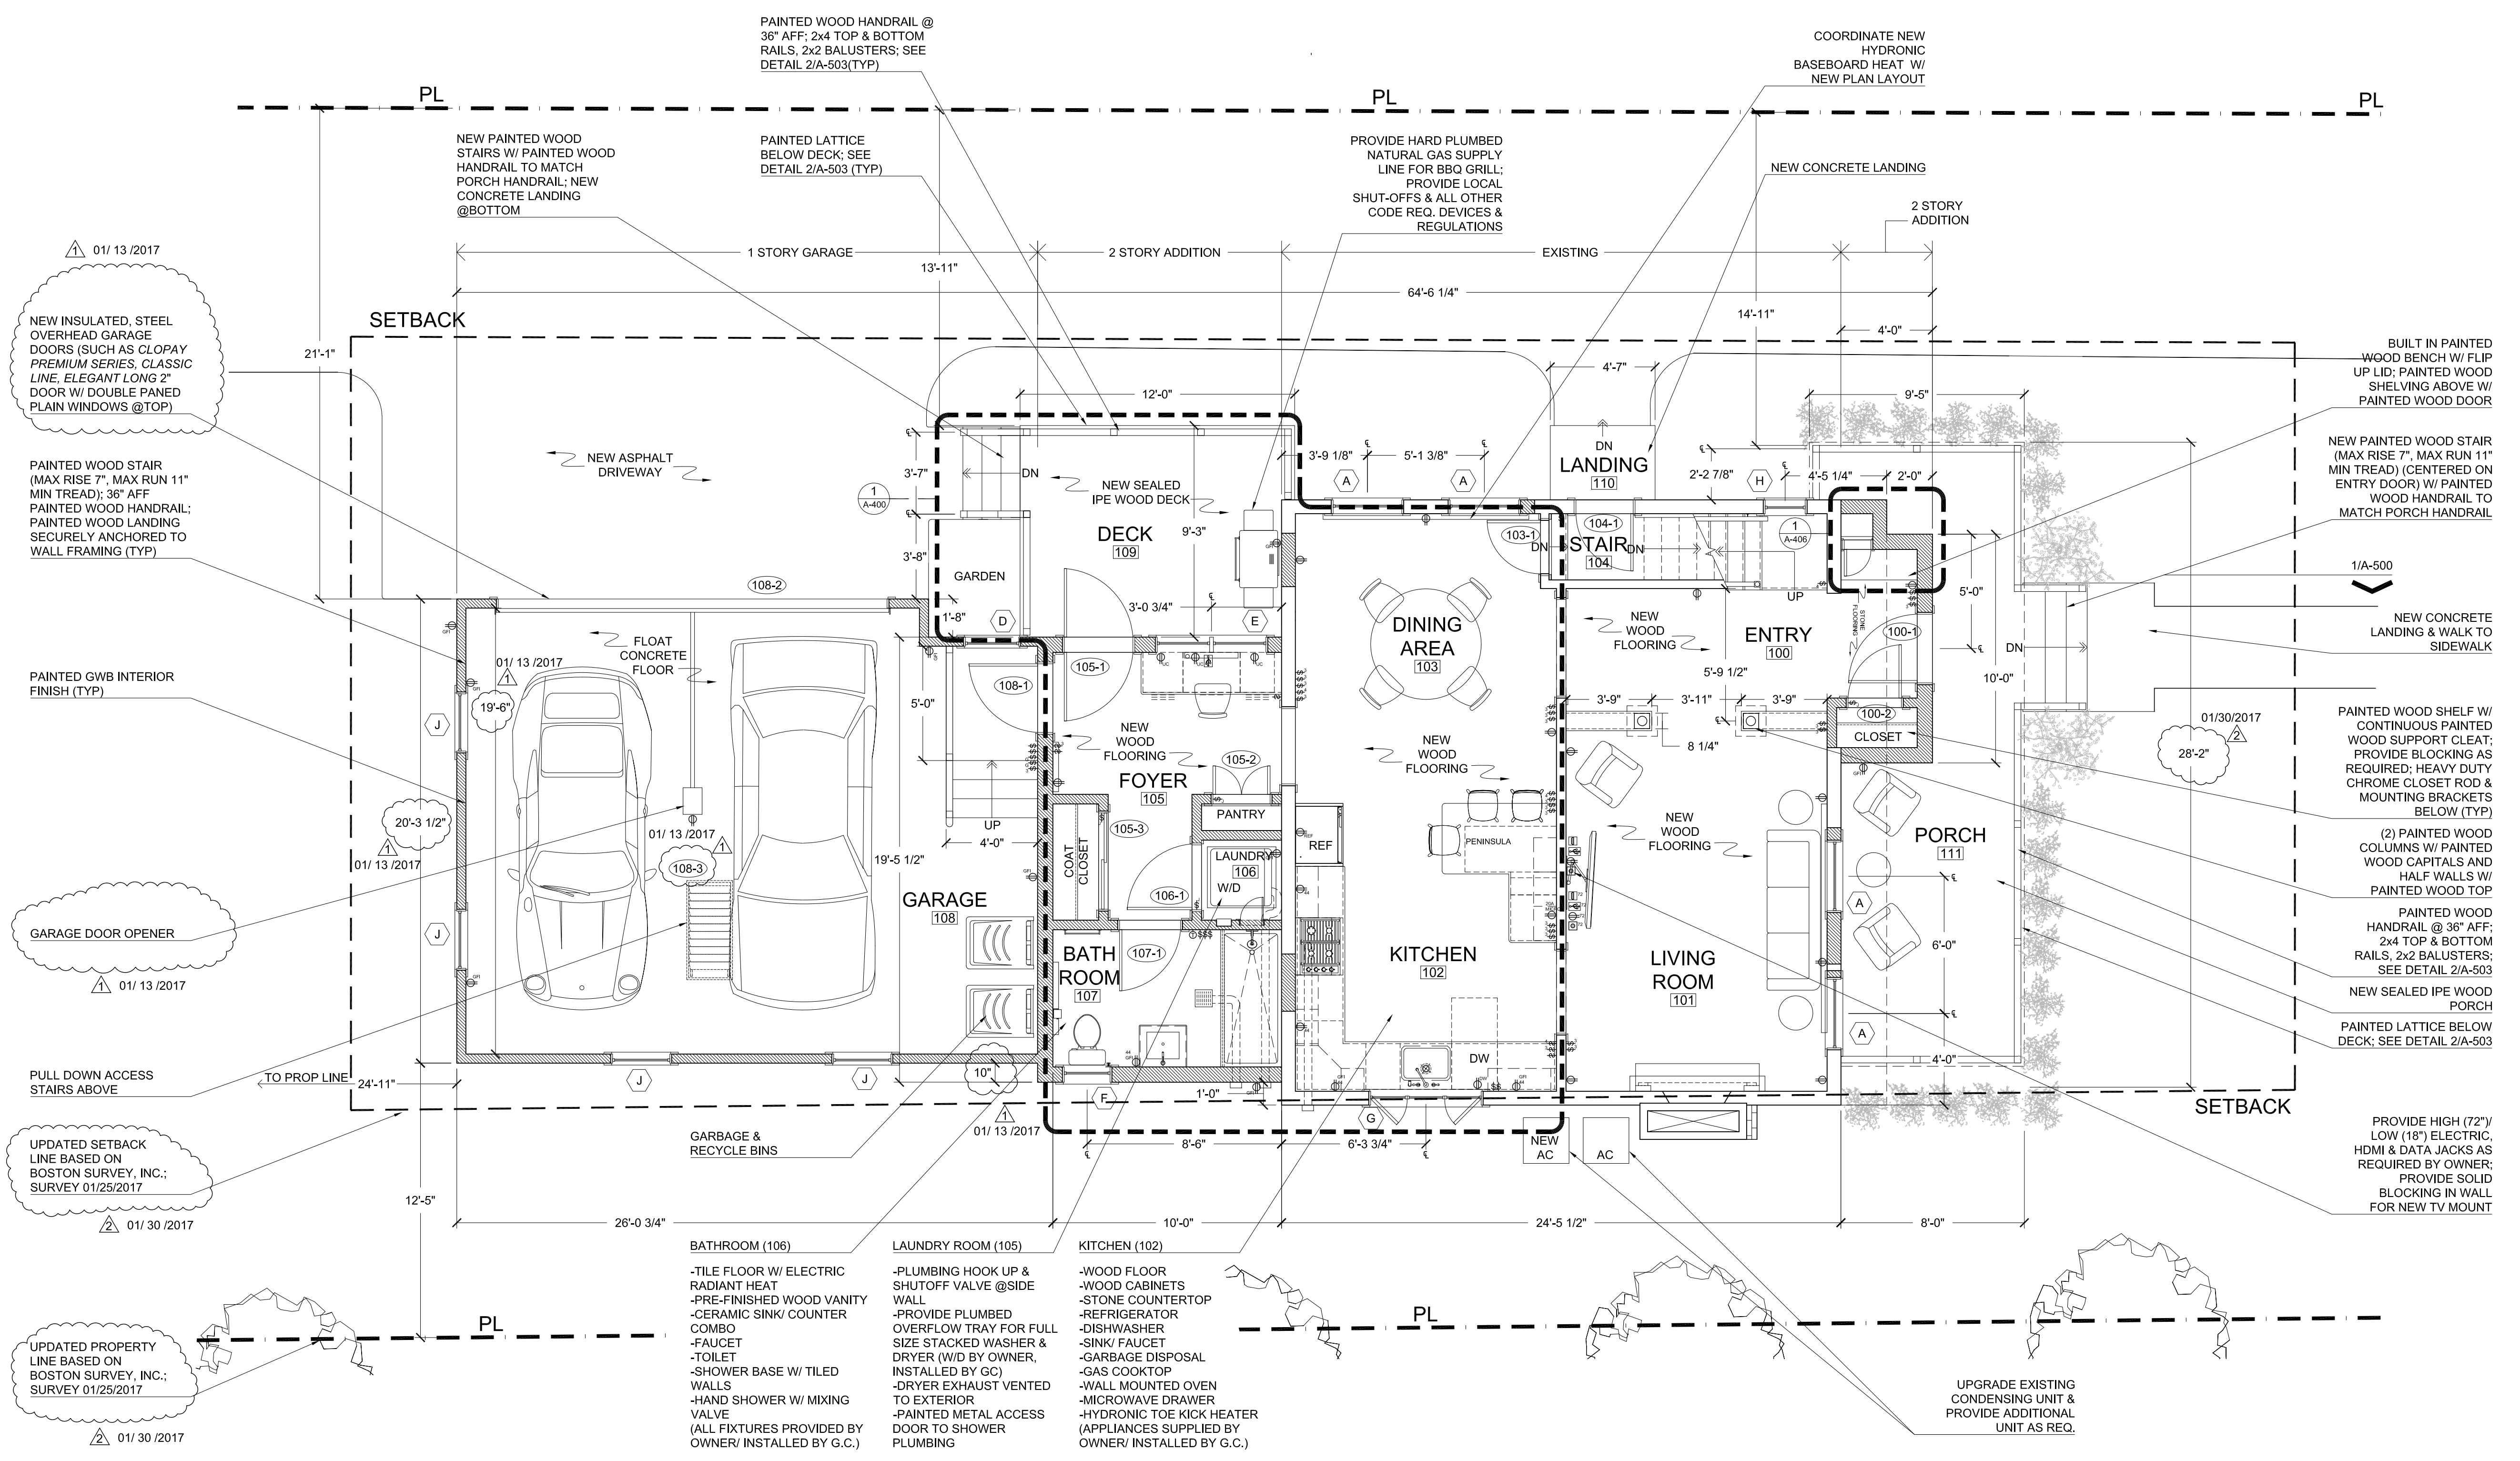 PAINTED WOOD HANDRAIL @
36" AFF; 2x4 TOP & BOTTOM
RAILS, 2x2 BALUSTERS; SEE
DETAIL 2/A-503(TYP)
COORDINATE NEW
HYDRONIC
BASEBOARD HEAT W/
NEW PLAN LAYOUT
PL
PL
PL
NEW PAINTED WOOD
STAIRS W/ PAINTED WOOD
HANDRAIL TO MATCH
PORCH HANDRAIL; NEW
CONCRETE LANDING
@BOTTOM
PAINTED LATTICE
BELOW DECK; SEE
DETAIL 2/A-503 (TYP)
PROVIDE HARD PLUMBED
NATURAL GAS SUPPLY
LINE FOR BBQ GRILL;
PROVIDE LOCAL
SHUT-OFFS & ALL OTHER
CODE REQ. DEVICES &
REGULATIONS
NEW CONCRETE LANDING
2 STORY
ADDITION
1 STORY GARAGE
2 STORY ADDITION
EXISTING
13'-11"
64'-6 1/4"
14'-11"
4'-0"
21'-1"
SETBACK
1 01/ 13 /2017
NEW INSULATED, STEEL
OVERHEAD GARAGE
DOORS (SUCH AS CLOPAY
PREMIUM SERIES, CLASSIC
LINE, ELEGANT LONG 2"
DOOR W/ DOUBLE PANED
PLAIN WINDOWS @TOP)
PAINTED WOOD STAIR
(MAX RISE 7", MAX RUN 11"
MIN TREAD); 36" AFF
PAINTED WOOD HANDRAIL;
PAINTED WOOD LANDING
SECURELY ANCHORED TO
WALL FRAMING (TYP)
PAINTED GWB INTERIOR
FINISH (TYP)
GARAGE DOOR OPENER
1 01/ 13 /2017
PULL DOWN ACCESS
STAIRS ABOVE
UPDATED SETBACK
LINE BASED ON
BOSTON SURVEY, INC.;
SURVEY 01/25/2017
2 01/ 30 /2017
UPDATED PROPERTY
LINE BASED ON
BOSTON SURVEY, INC.;
SURVEY 01/25/2017
2 01/ 30 /2017
NEW ASPHALT
DRIVEWAY
1
A-400
12'-0"
3'-7"
3'-8"
1'-8"
DN
NEW SEALED
IPE WOOD DECK
DECK
109
9'-3"
GARDEN
3'-0 3/4"
D
E
3'-9 1/8"
5'-1 3/8"
A
A
4'-7"
DN
LANDING
110
2'-2 7/8"
H
4'-5 1/4"
2'-0"
9'-5"
103-1
104-1
DN
STAIR
DN
104
1
A-406
UP
108-2
FLOAT
CONCRETE
FLOOR
01/ 13 /2017
1
19'-6"
J
J
J
J
20'-3 1/2"
1
01/ 13 /2017
01/ 13 /2017
1
108-3
108-1
5'-0"
UP
4'-0"
19'-5 1/2"
GARAGE
108
10"
1
01/ 13 /2017
TO PROP LINE
24'-11"
12'-5"
GARBAGE &
RECYCLE BINS
105-1
NEW
WOOD
FLOORING
FOYER
105
105-2
PANTRY
105-3
COAT
CLOSET
LAUNDRY
106
W/D
106-1
BATH
ROOM
107
107-1
F
1'-0"
8'-6"
6'-3 3/4"
DINING
AREA
103
NEW
WOOD
FLOORING
REF
PENINSULA
KITCHEN
102
DW
G
NEW
AC
AC
NEW
WOOD
FLOORING
ENTRY
100
STONE
FLOORING
100-1
5'-9 1/2"
3'-9"
3'-11"
3'-9"
8 1/4"
100-2
CLOSET
NEW
WOOD
FLOORING
LIVING
ROOM
101
A
A
PORCH
111
6'-0"
4'-0"
5'-0"
DN
10'-0"
28'-2"
01/30/2017
2
BUILT IN PAINTED
WOOD BENCH W/ FLIP
UP LID; PAINTED WOOD
SHELVING ABOVE W/
PAINTED WOOD DOOR
NEW PAINTED WOOD STAIR
(MAX RISE 7", MAX RUN 11"
MIN TREAD) (CENTERED ON
ENTRY DOOR) W/ PAINTED
WOOD HANDRAIL TO
MATCH PORCH HANDRAIL
1/A-500
NEW CONCRETE
LANDING & WALK TO
SIDEWALK
PAINTED WOOD SHELF W/
CONTINUOUS PAINTED
WOOD SUPPORT CLEAT;
PROVIDE BLOCKING AS
REQUIRED; HEAVY DUTY
CHROME CLOSET ROD &
MOUNTING BRACKETS
BELOW (TYP)
(2) PAINTED WOOD
COLUMNS W/ PAINTED
WOOD CAPITALS AND
HALF WALLS W/
PAINTED WOOD TOP
PAINTED WOOD
HANDRAIL @ 36" AFF;
2x4 TOP & BOTTOM
RAILS, 2x2 BALUSTERS;
SEE DETAIL 2/A-503
NEW SEALED IPE WOOD
PORCH
PAINTED LATTICE BELOW
DECK; SEE DETAIL 2/A-503
SETBACK
PROVIDE HIGH (72")/
LOW (18") ELECTRIC,
HDMI & DATA JACKS AS
REQUIRED BY OWNER;
PROVIDE SOLID
BLOCKING IN WALL
FOR NEW TV MOUNT
26'-0 3/4"
10'-0"
24'-5 1/2"
8'-0"
BATHROOM (106)
-TILE FLOOR W/ ELECTRIC
RADIANT HEAT
-PRE-FINISHED WOOD VANITY
-CERAMIC SINK/ COUNTER
COMBO
-FAUCET
-TOILET
-SHOWER BASE W/ TILED
WALLS
-HAND SHOWER W/ MIXING
VALVE
(ALL FIXTURES PROVIDED BY
OWNER/ INSTALLED BY G.C.)
LAUNDRY ROOM (105)
-PLUMBING HOOK UP &
SHUTOFF VALVE @SIDE
WALL
-PROVIDE PLUMBED
OVERFLOW TRAY FOR FULL
SIZE STACKED WASHER &
DRYER (W/D BY OWNER,
INSTALLED BY GC)
-DRYER EXHAUST VENTED
TO EXTERIOR
-PAINTED METAL ACCESS
DOOR TO SHOWER
PLUMBING
KITCHEN (102)
-WOOD FLOOR
-WOOD CABINETS
-STONE COUNTERTOP
-REFRIGERATOR
-DISHWASHER
-SINK/ FAUCET
-GARBAGE DISPOSAL
-GAS COOKTOP
-WALL MOUNTED OVEN
-MICROWAVE DRAWER
-HYDRONIC TOE KICK HEATER
(APPLIANCES SUPPLIED BY
OWNER/ INSTALLED BY G.C.)
PL
PL
UPGRADE EXISTING
CONDENSING UNIT &
PROVIDE ADDITIONAL
UNIT AS REQ.